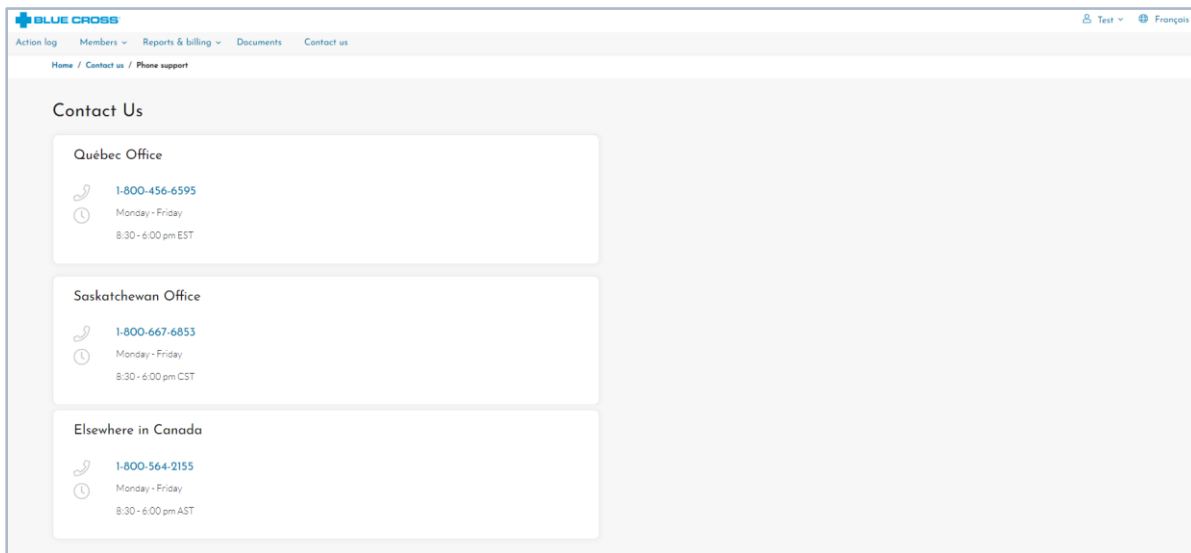 BLUE CROSS
Test
Français
Action log Members Reports & billing Documents Contact us
Home / Contact us / Phone support
Contact Us
Québec Office
1-800-456-6595
Monday - Friday
8:30 - 6:00 pm EST
Saskatchewan Office
1-800-667-6853
Monday - Friday
8:30 - 6:00 pm CST
Elsewhere in Canada
1-800-564-2155
Monday - Friday
8:30 - 6:00 pm AST